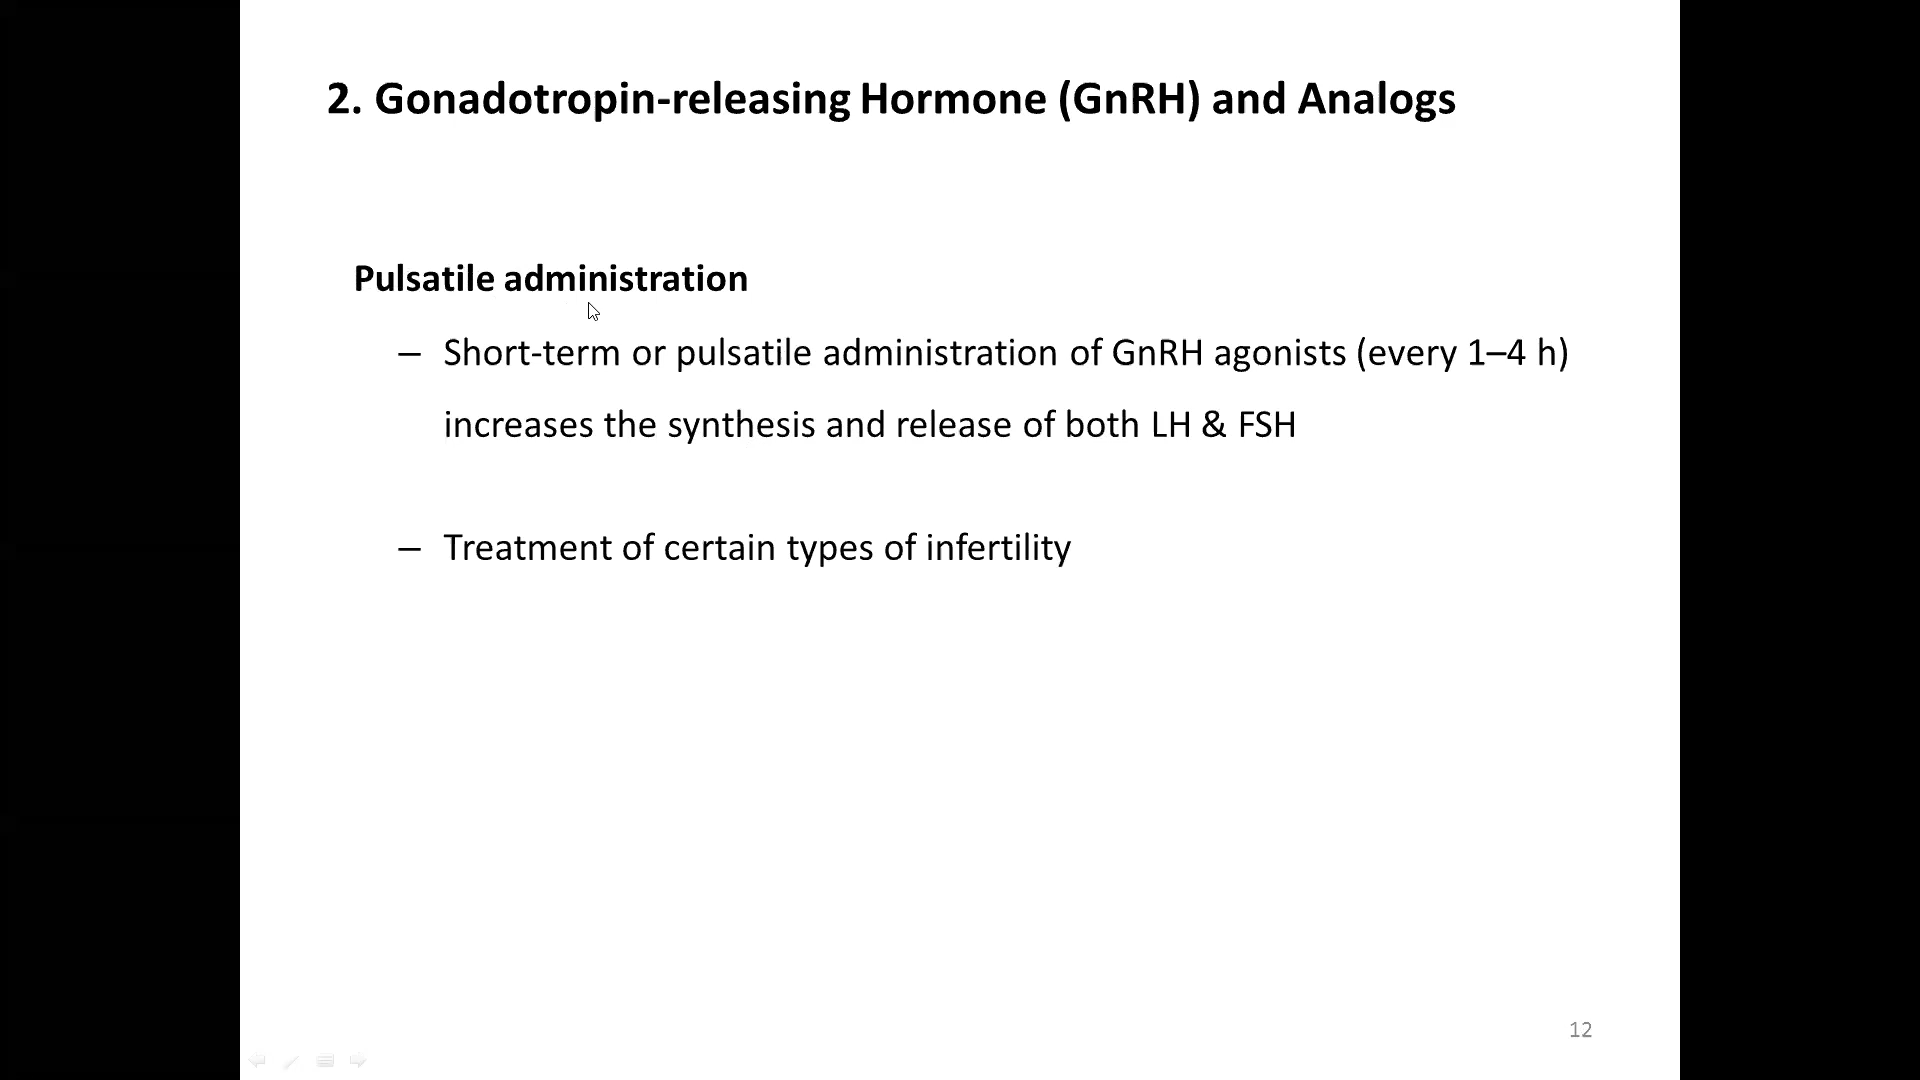 2. Gonadotropin-releasing Hormone (GnRH) and Analogs
Pulsatile administration
– Short-term or pulsatile administration of GnRH agonists (every 1–4 h)
increases the synthesis and release of both LH & FSH
– Treatment of certain types of infertility
12